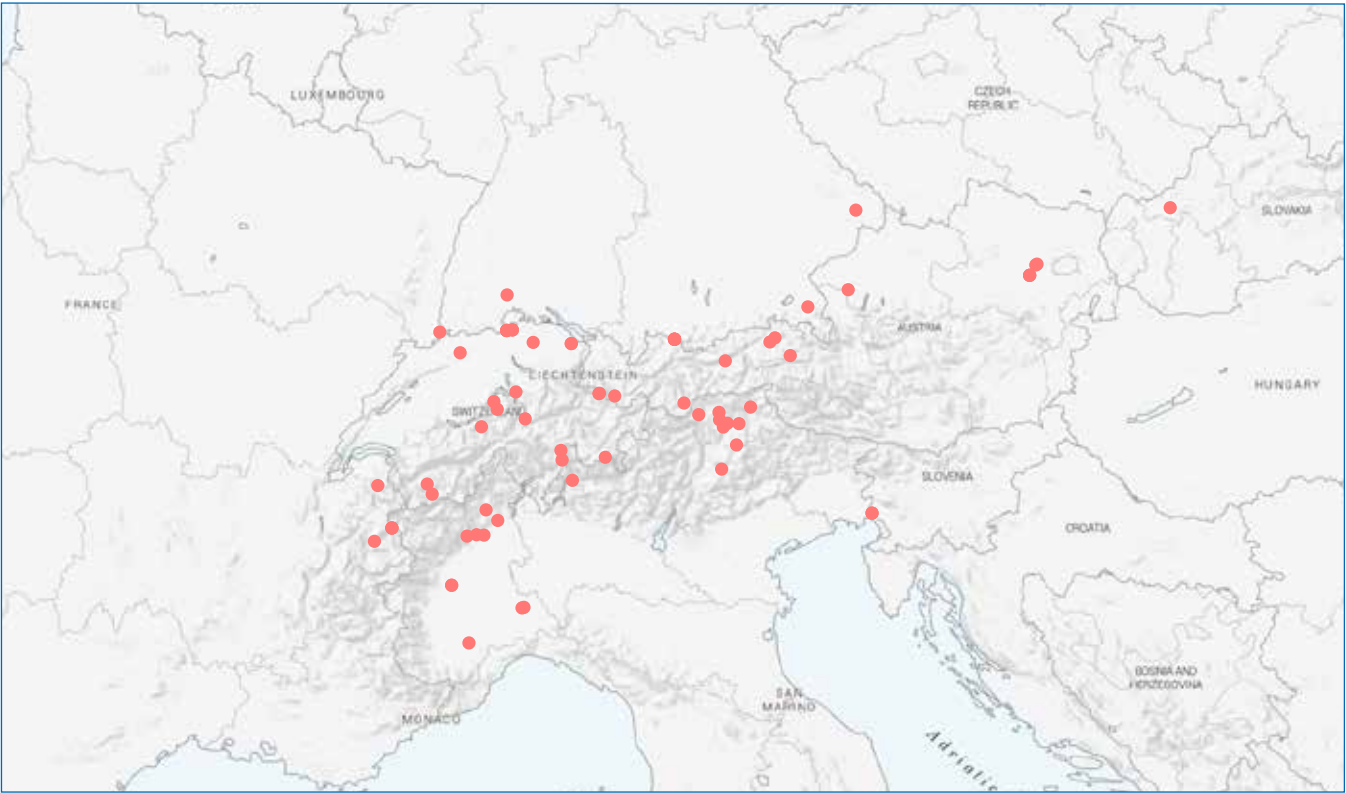 LUXEMBOURG
CZECH
REPUBLIC
SLOVAKIA
FRANCE
AUSTRIA
LIECHTENSTEIN
HUNGARY
SWITZERLAND
SLOVENIA
CROATIA
BOSNIA AND
HERZEGOVINA
SAN
MARINO
MONACO
Adriatic